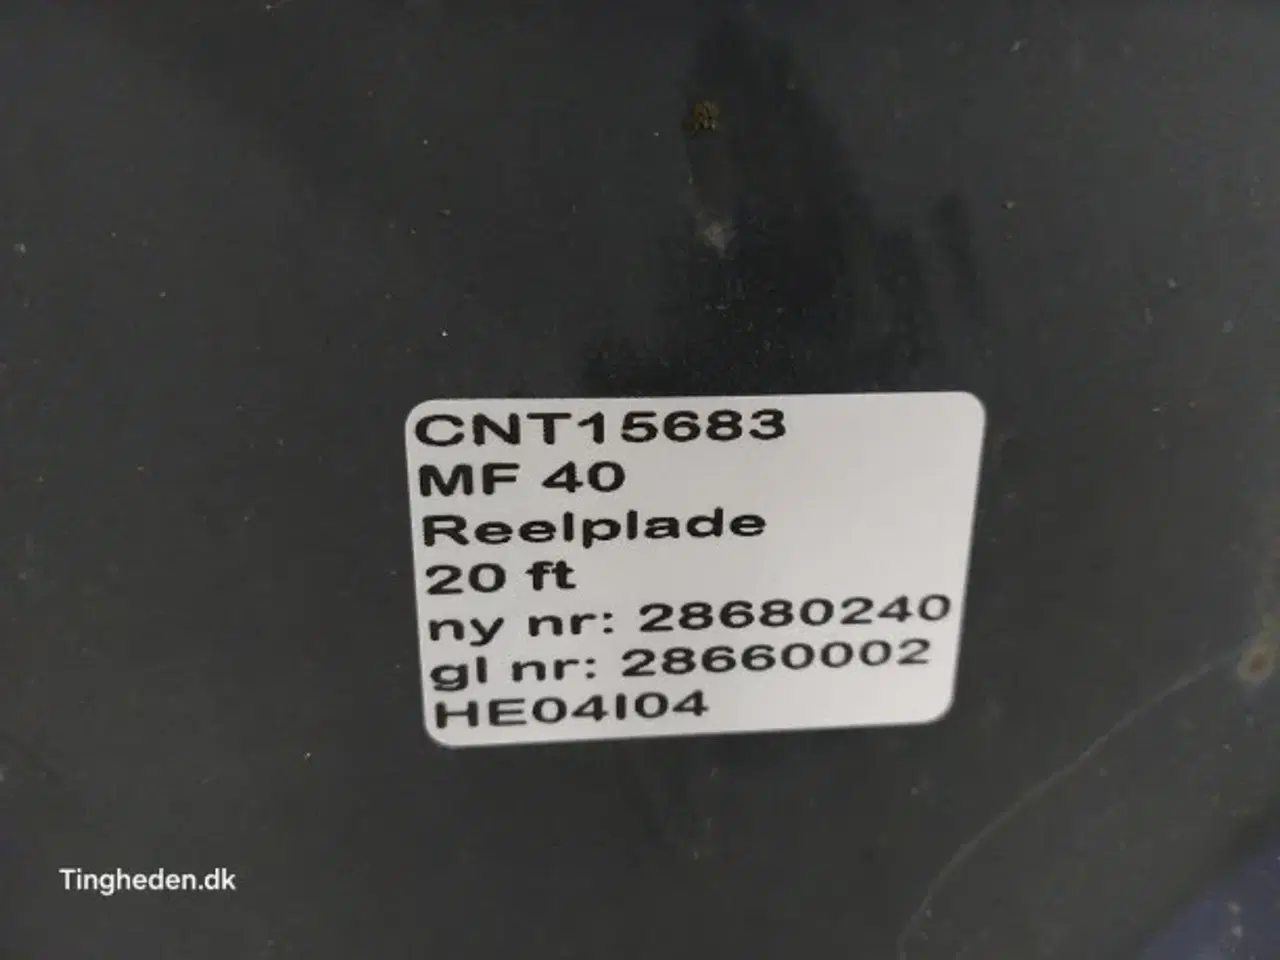 CNT15683
MF 40
Reelplade
20 ft
ny nr: 28680240
gl nr: 28660002
HE04I04
Tingheden.dk